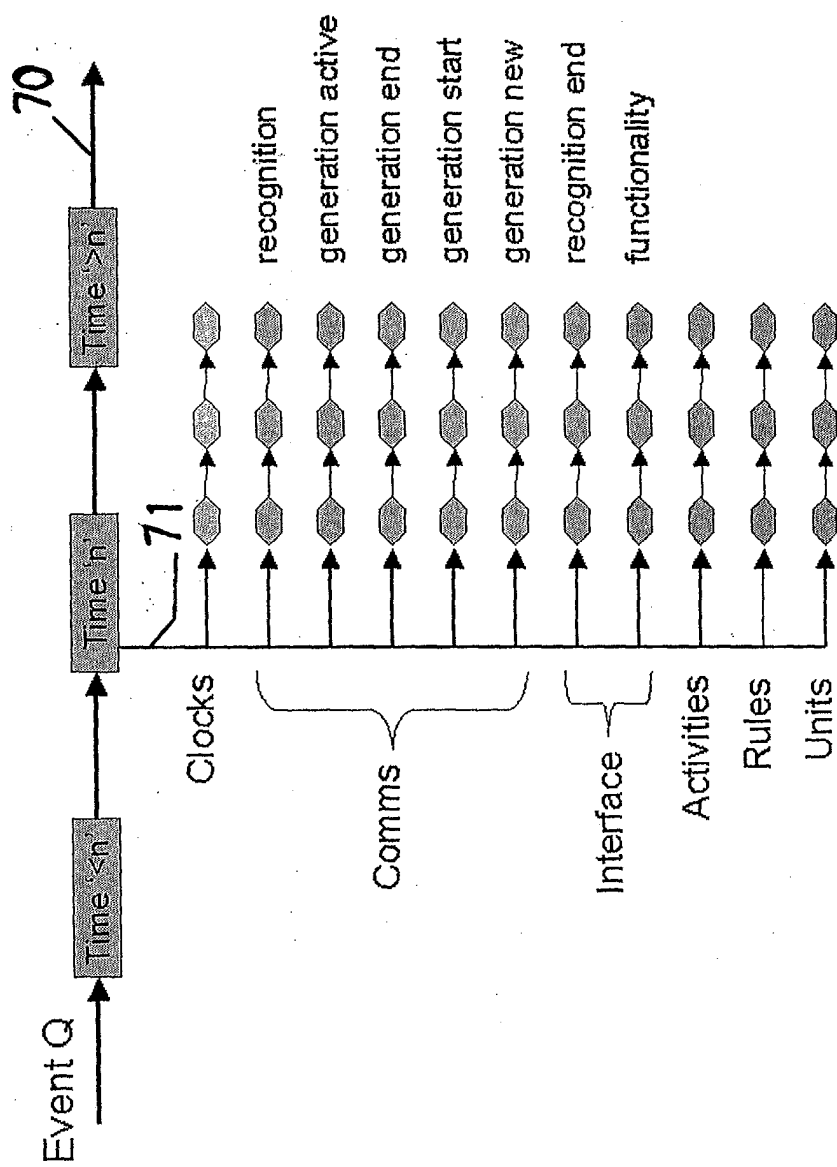 Event Q
Time '<n'
Time 'n'
Time '>n'
70
71
Clocks
Comms
recognition
generation active
generation end
generation start
generation new
Interface
recognition end
functionality
Activities
Rules
Units